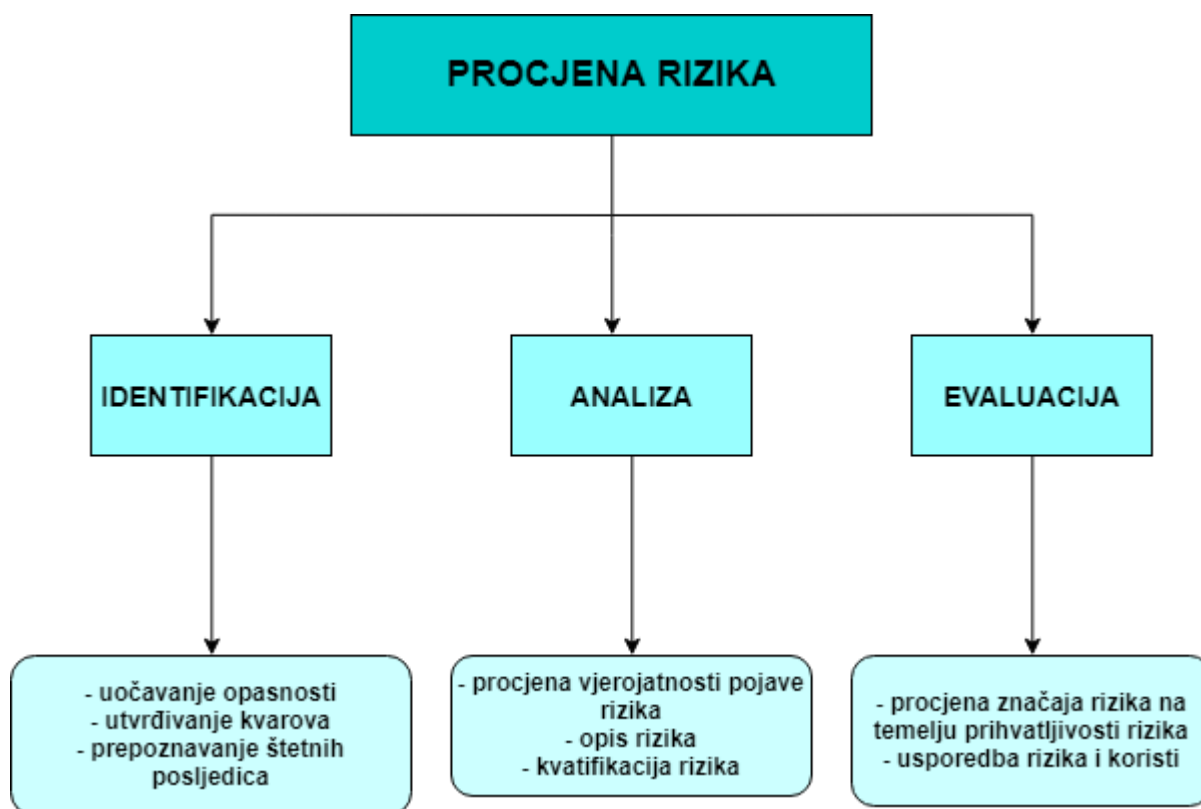 PROCJENA RIZIKA
IDENTIFIKACIJA
ANALIZA
EVALUACIJA
- uočavanje opasnosti
- utvrđivanje kvarova
- prepoznavanje štetnih
posljedica
- procjena vjerojatnosti pojave
rizika
- opis rizika
- kvatifikacija rizika
- procjena značaja rizika na
temelju prihvatljivosti rizika
- usporedba rizika i koristi